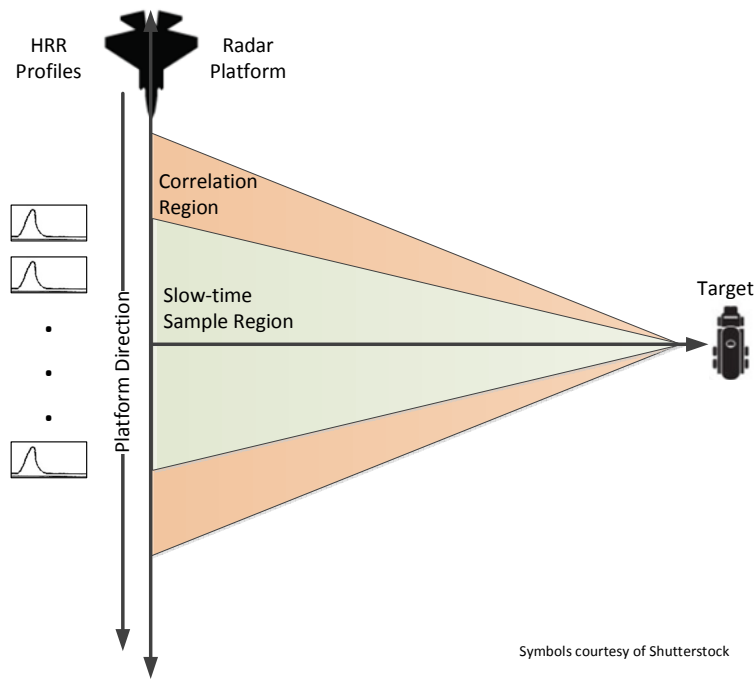 HRR
Profiles
Radar
Platform
Correlation
Region
Slow-time
Sample Region
Target
Platform Direction
Symbols courtesy of Shutterstock